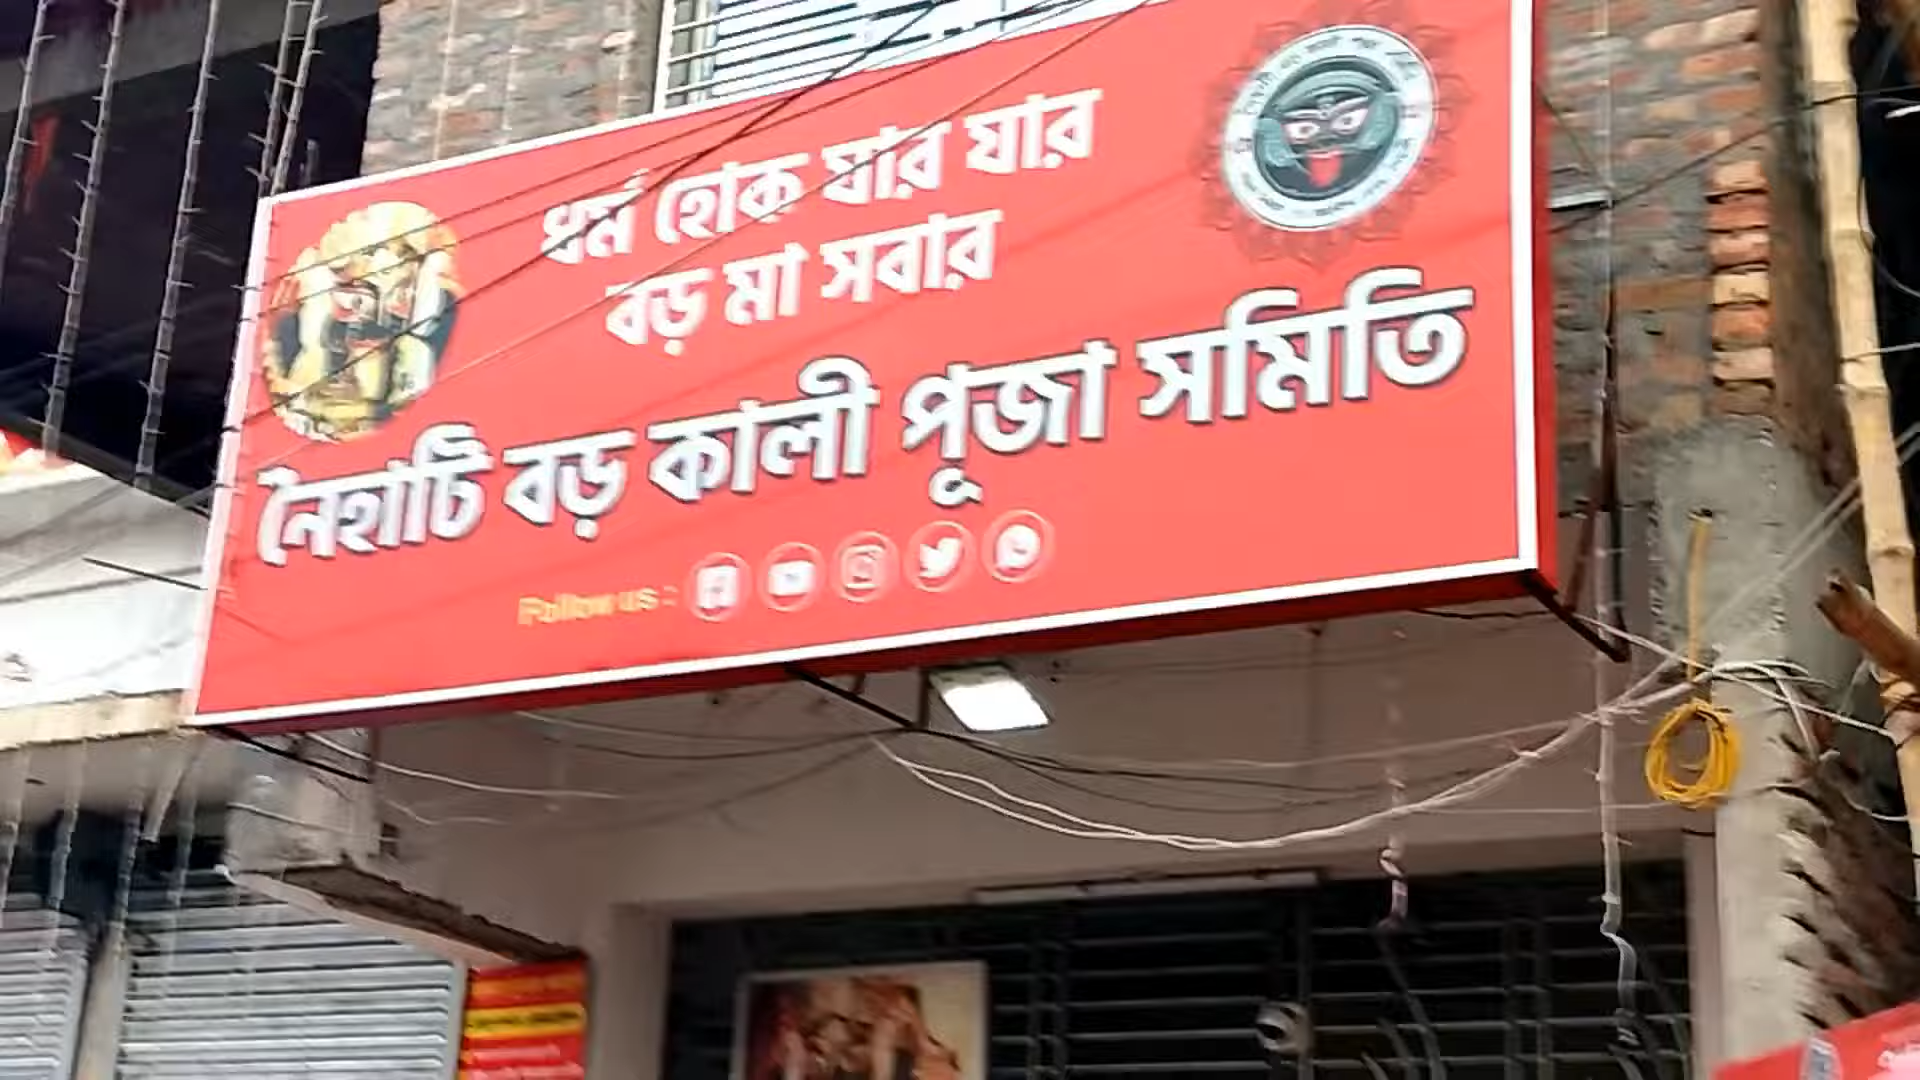 ধর্ম হোক যার যার
বড় মা সবার
নৈহাটি বড় কালী পূজা সমিতি
Follow us :